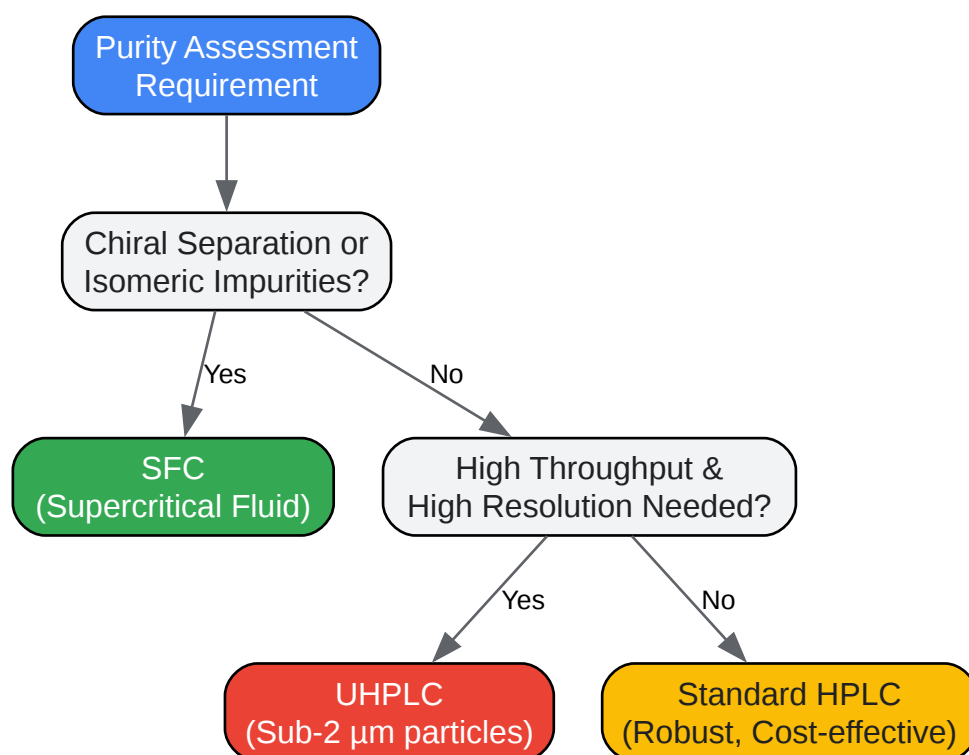 Purity Assessment
Requirement
Chiral Separation or
Isomeric Impurities?
Yes
No
SFC
(Supercritical Fluid)
High Throughput &
High Resolution Needed?
Yes
No
UHPLC
(Sub-2 µm particles)
Standard HPLC
(Robust, Cost-effective)